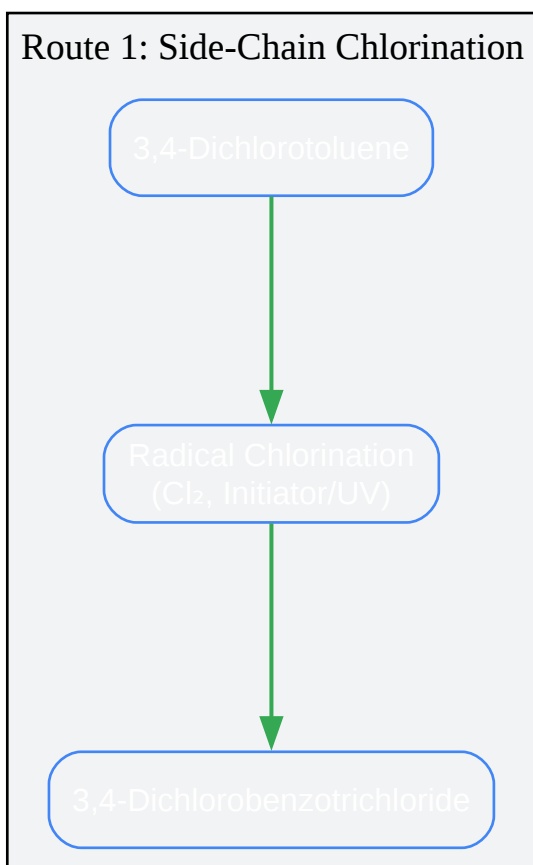 Route 1: Side-Chain Chlorination
3,4-Dichlorotoluene
Radical Chlorination
(Cl₂, Initiator/UV)
3,4-Dichlorobenzotrichloride